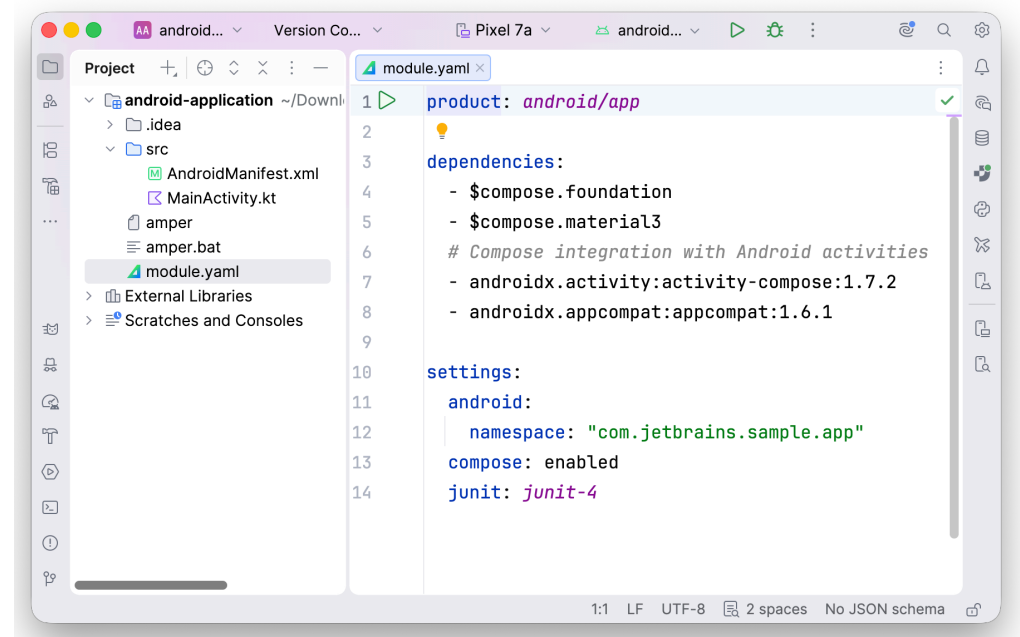 AA android... Version Co... Pixel 7a android...
Project
module.yaml
android-application ~/Downl
.idea
src
AndroidManifest.xml
MainActivity.kt
amper
amper.bat
module.yaml
External Libraries
Scratches and Consoles
1 product: android/app
2
3 dependencies:
4 - $compose.foundation
5 - $compose.material3
6 # Compose integration with Android activities
7 - androidx.activity:activity-compose:1.7.2
8 - androidx.appcompat:appcompat:1.6.1
9
10 settings:
11 android:
12 namespace: "com.jetbrains.sample.app"
13 compose: enabled
14 junit: junit-4
1:1 LF UTF-8 2 spaces No JSON schema